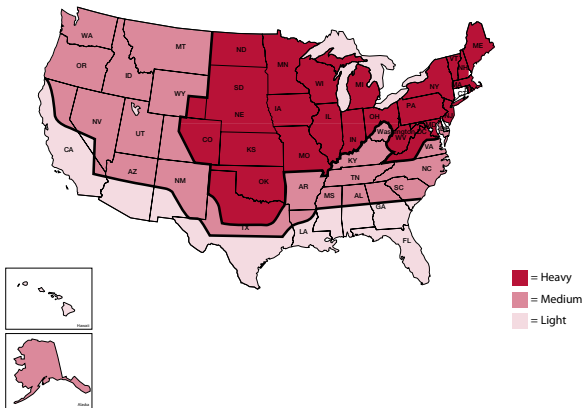 WA
MT
ND
MN
ME
VT
NH
OR
ID
SD
WI
MI
NY
WY
IA
PA
NE
NV
UT
CO
IL
IN
OH
Washington DC
WV
VA
CA
KS
MO
KY
AZ
NM
OK
AR
TN
NC
SC
MS
AL
GA
TX
LA
FL
Hawaii
Alaska
= Heavy
= Medium
= Light